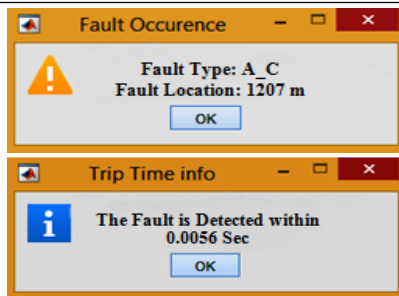 Fault Occurence
Fault Type: A_C
Fault Location: 1207 m
OK
Trip Time info
The Fault is Detected within
0.0056 Sec
OK